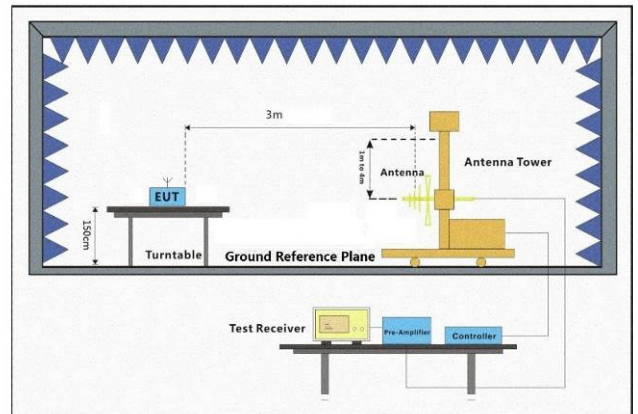 3m
1m to 4m
Antenna
Antenna Tower
EUT
150cm
Turntable
Ground Reference Plane
Test Receiver
Pre-Amplifier
Controller